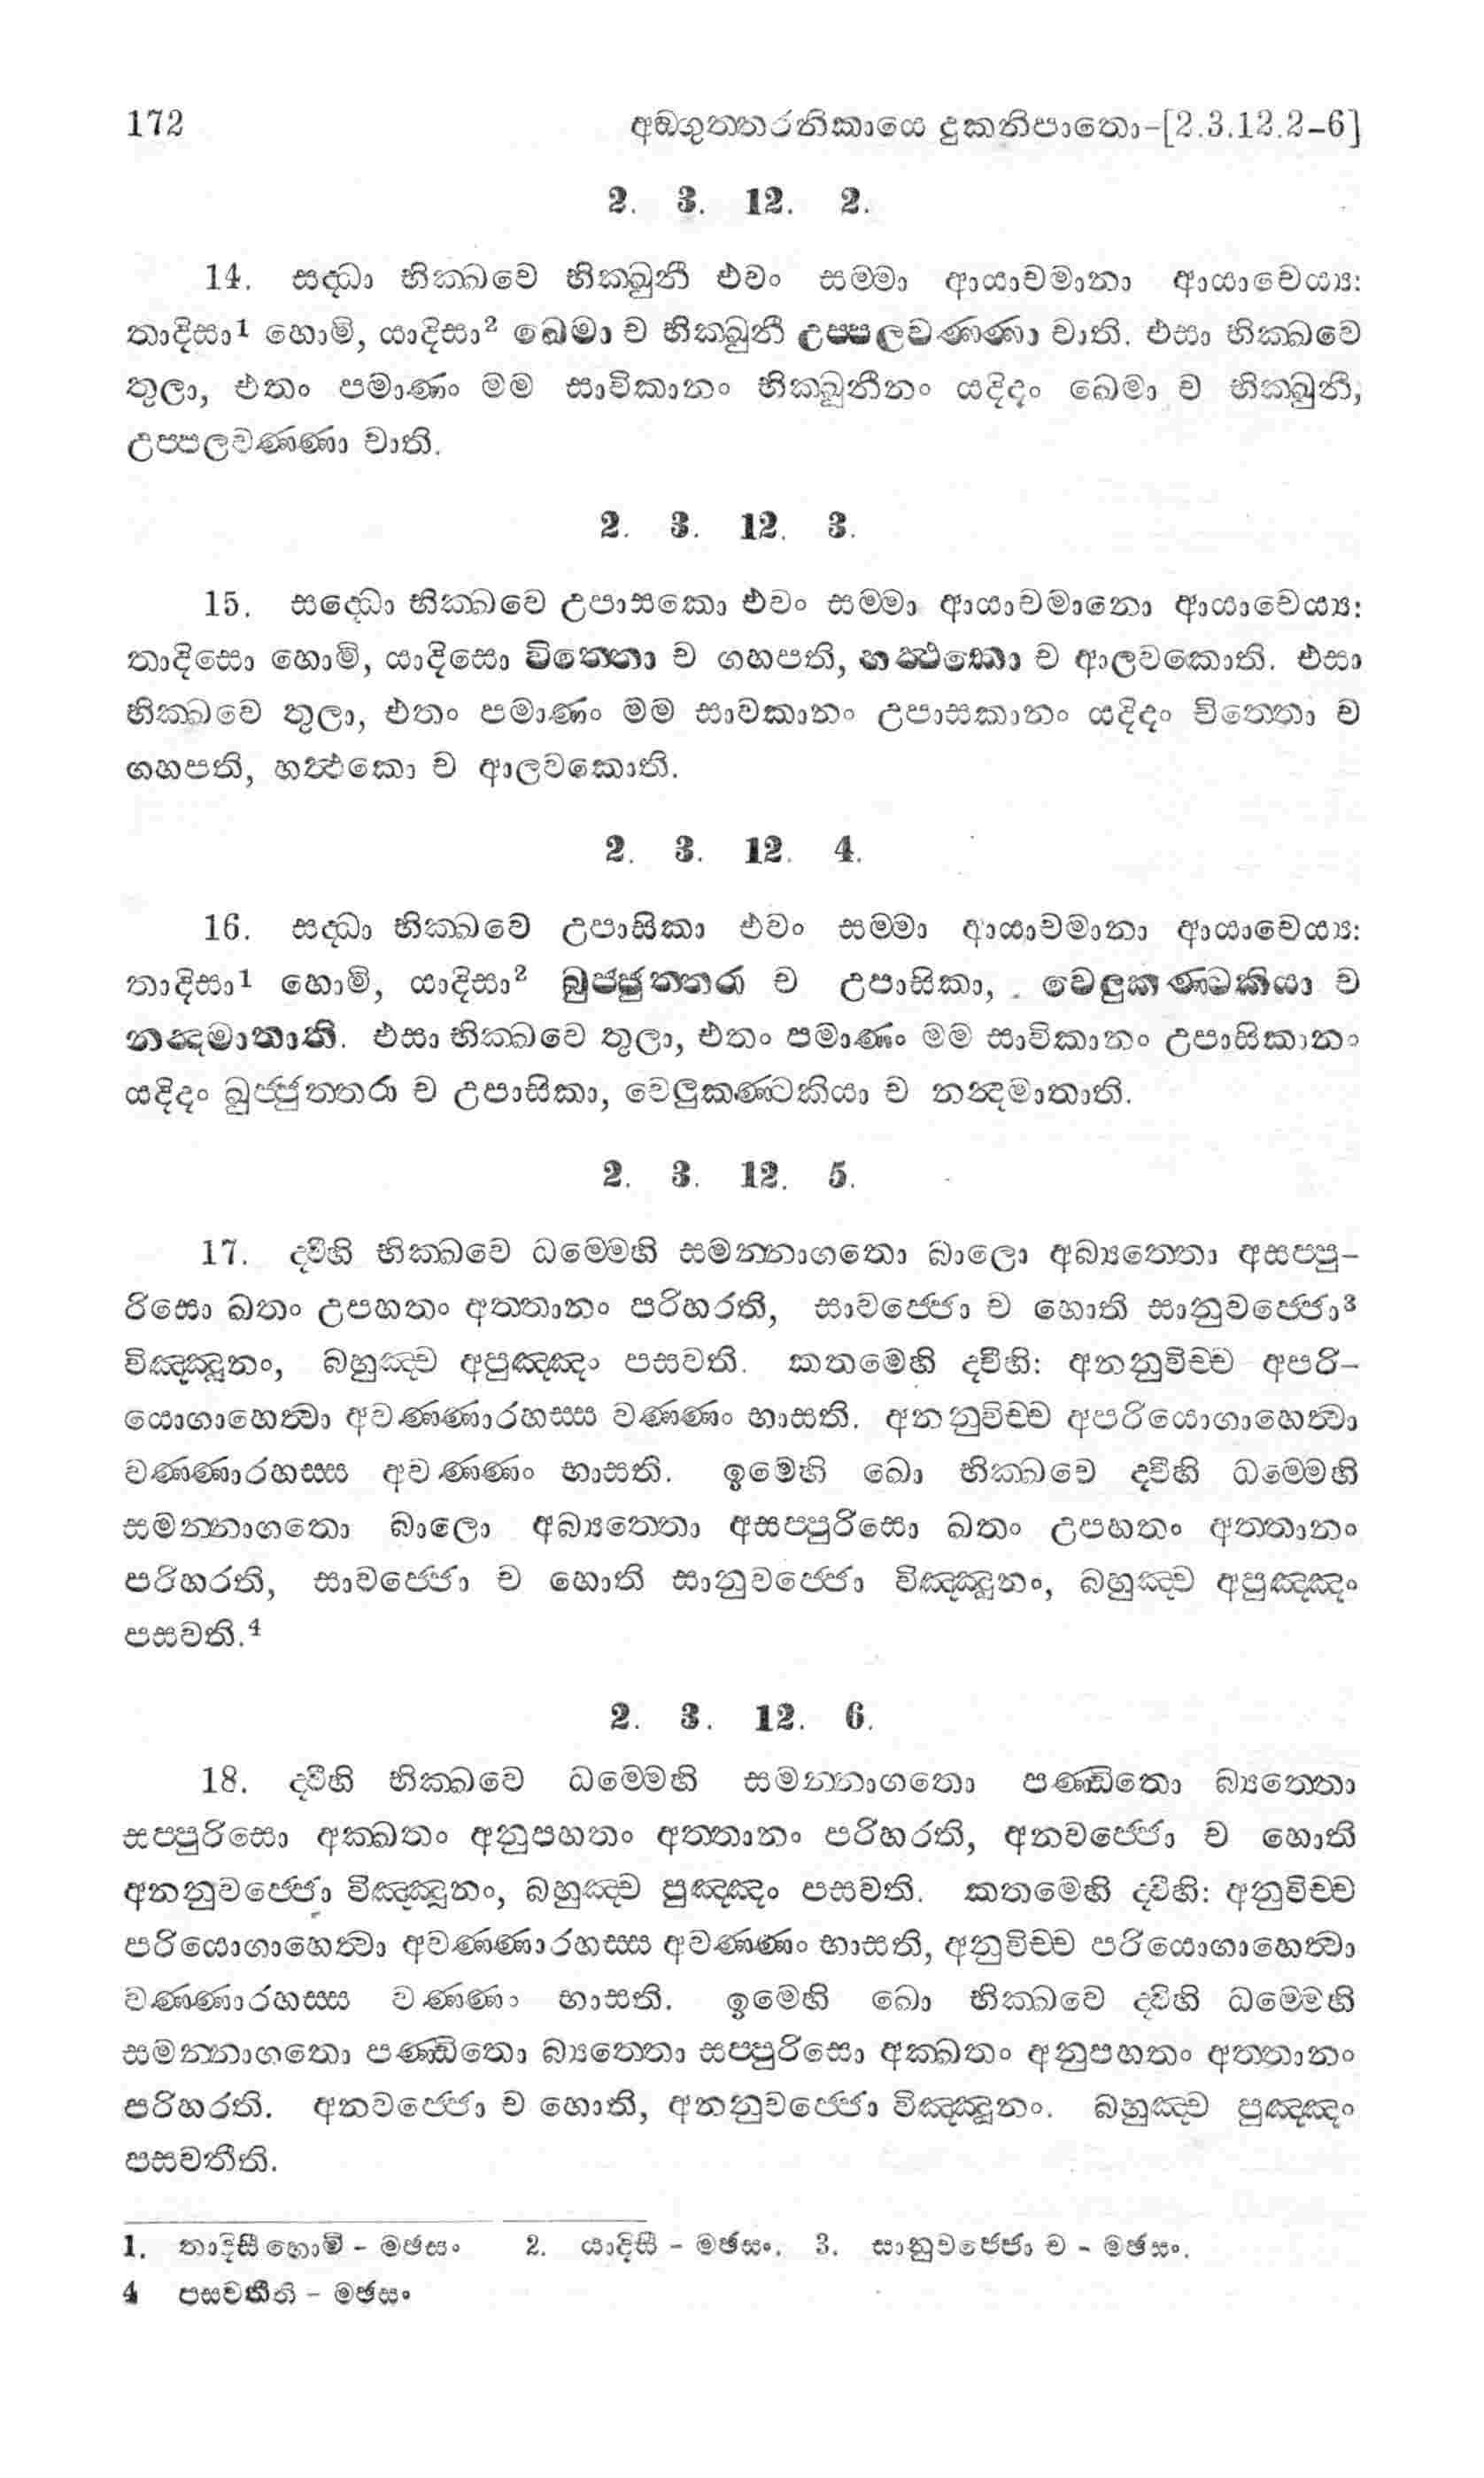 172 අඞ්ගුත්තරනිකායෙ දුකනිපාතො-[2.3.12.2-6]
2. 3. 12. 2.
14. සද්ධා භික්ඛවෙ භික්ඛුනී එවං සම්මා ආයාචමානා ආයාචෙය්‍ය:
තාදිසා¹ හොමි, යාදිසා² ඛෙමා ච භික්ඛුනී උප්පලවණ්ණා චාති. එසා භික්ඛවෙ
තුලා, එතං පමාණං මම සාවිකානං භික්ඛුනීනං යදිදං ඛෙමා ච භික්ඛුනී,
උප්පලවණ්ණා චාති.
2. 3. 12. 3.
15. සද්ධො භික්ඛවෙ උපාසකො එවං සම්මා ආයාචමානො ආයාචෙය්‍ය:
තාදිසො හොමි, යාදිසො චිත්තො ච ගහපති, හත්ථකො ච ආලවකොති. එසා
භික්ඛවෙ තුලා, එතං පමාණං මම සාවකානං උපාසකානං යදිදං චිත්තො ච
ගහපති, හත්ථකො ච ආලවකොති.
2. 3. 12. 4.
16. සද්ධා භික්ඛවෙ උපාසිකා එවං සම්මා ආයාචමානා ආයාචෙය්‍ය:
තාදිසා¹ හොමි, යාදිසා² ඛුජ්ජුත්තරා ච උපාසිකා, වෙලුකණ්ටකියා ච
නන්දමාතාති. එසා භික්ඛවෙ තුලා, එතං පමාණං මම සාවිකානං උපාසිකානං
යදිදං ඛුජ්ජුත්තරා ච උපාසිකා, වෙලුකණ්ටකියා ච නන්දමාතාති.
2. 3. 12. 5.
17. ද්වීහි භික්ඛවෙ ධම්මෙහි සමන්නාගතො බාලො අබ්‍යත්තො අසප්පු-
රිසො ඛතං උපහතං අත්තානං පරිහරති, සාවජ්ජො ච හොති සානුවජ්ජො³
විඤ්ඤූනං, බහුඤ්ච අපුඤ්ඤං පසවති. කතමෙහි ද්වීහි: අනනුවිච්ච අපරි-
යොගාහෙත්වා අවණ්ණාරහස්ස වණ්ණං භාසති. අනනුවිච්ච අපරියොගාහෙත්වා
වණ්ණාරහස්ස අවණ්ණං භාසති. ඉමෙහි ඛො භික්ඛවෙ ද්වීහි ධම්මෙහි
සමන්නාගතො බාලො අබ්‍යත්තො අසප්පුරිසො ඛතං උපහතං අත්තානං
පරිහරති, සාවජ්ජො ච හොති සානුවජ්ජො විඤ්ඤූනං, බහුඤ්ච අපුඤ්ඤං
පසවති.⁴
2. 3. 12. 6.
18. ද්වීහි භික්ඛවෙ ධම්මෙහි සමන්නාගතො පණ්ඩිතො බ්‍යත්තො
සප්පුරිසො අක්ඛතං අනුපහතං අත්තානං පරිහරති, අනවජ්ජො ච හොති
අනනුවජ්ජො විඤ්ඤූනං, බහුඤ්ච පුඤ්ඤං පසවති. කතමෙහි ද්වීහි: අනුවිච්ච
පරියොගාහෙත්වා අවණ්ණාරහස්ස අවණ්ණං භාසති, අනුවිච්ච පරියොගාහෙත්වා
වණ්ණාරහස්ස වණ්ණං භාසති. ඉමෙහි ඛො භික්ඛවෙ ද්විහි ධම්මෙහි
සමන්නාගතො පණ්ඩිතො බ්‍යත්තො සප්පුරිසො අක්ඛතං අනුපහතං අත්තානං
පරිහරති. අනවජ්ජො ච හොති, අනනුවජ්ජො විඤ්ඤූනං. බහුඤ්ච පුඤ්ඤං
පසවතීති.
1. තාදිසී හොමි - මඡසං 2. යාදිසී - මඡසං. 3. සානුවජ්ජො ච - මඡසං.
4 පසවතීති - මඡසං